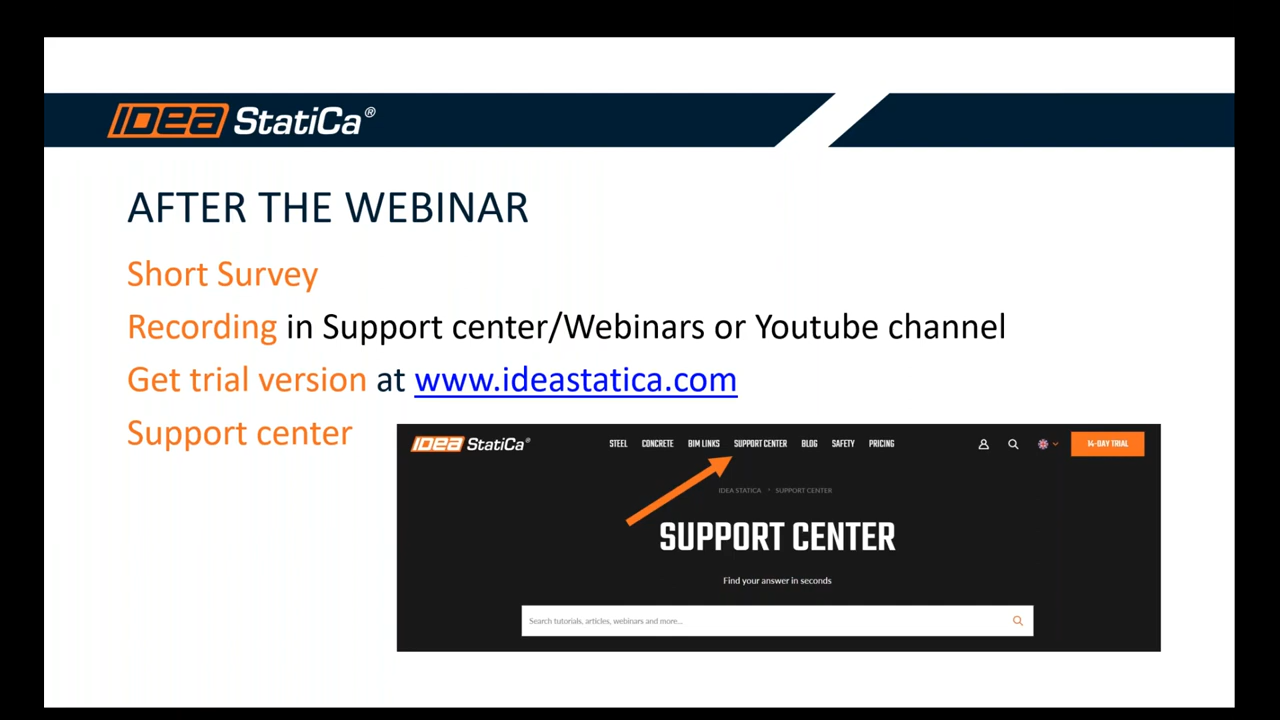 IDEA StatiCa®
AFTER THE WEBINAR
Short Survey
Recording in Support center/Webinars or Youtube channel
Get trial version at www.ideastatica.com
Support center
IDEA StatiCa® STEEL CONCRETE BIM LINKS SUPPORT CENTER BLOG SAFETY PRICING 14-DAY TRIAL
IDEA STATICA SUPPORT CENTER
SUPPORT CENTER
Find your answer in seconds
Search tutorials, articles, webinars and more...